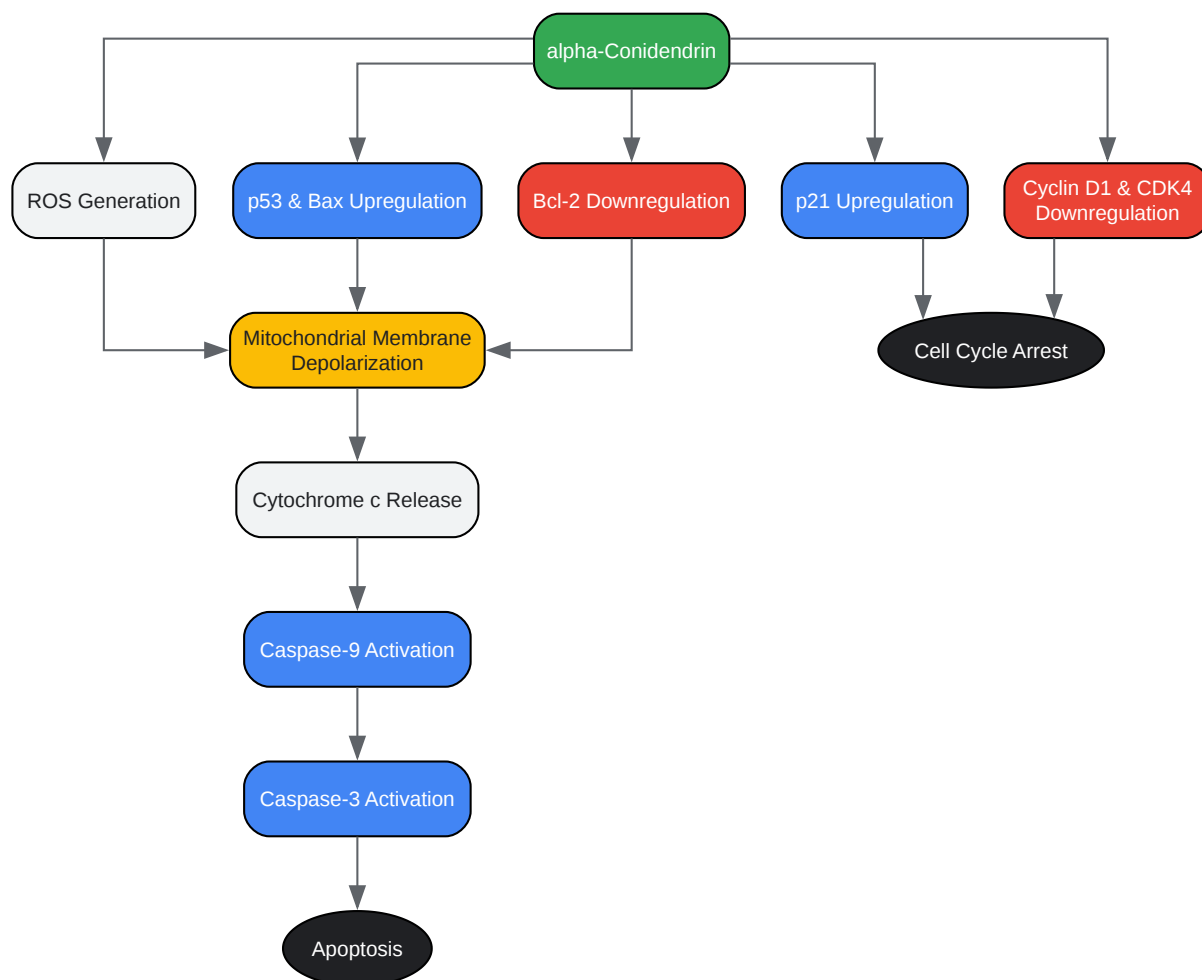 alpha-Conidendrin
ROS Generation
p53 & Bax Upregulation
Bcl-2 Downregulation
p21 Upregulation
Cyclin D1 & CDK4
Downregulation
Mitochondrial Membrane
Depolarization
Cell Cycle Arrest
Cytochrome c Release
Caspase-9 Activation
Caspase-3 Activation
Apoptosis